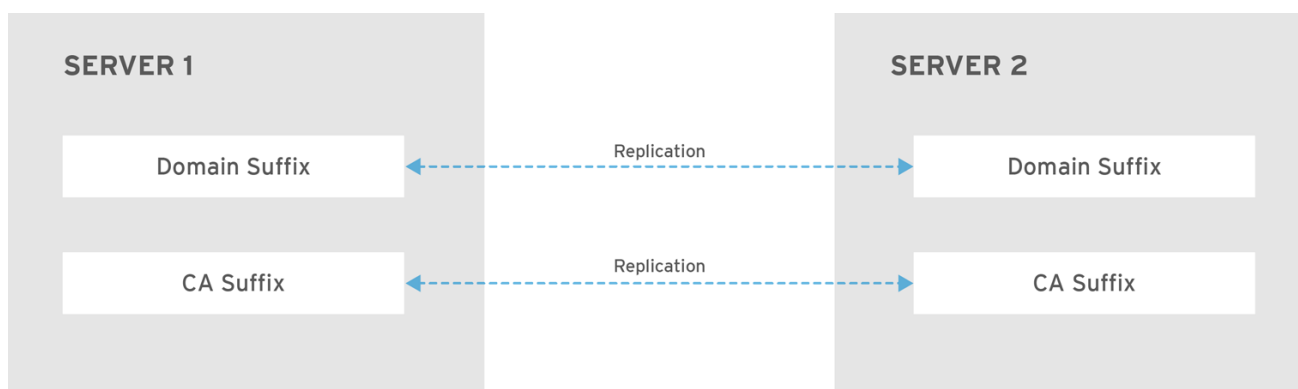 SERVER 1
SERVER 2
Domain Suffix
Replication
Domain Suffix
CA Suffix
Replication
CA Suffix